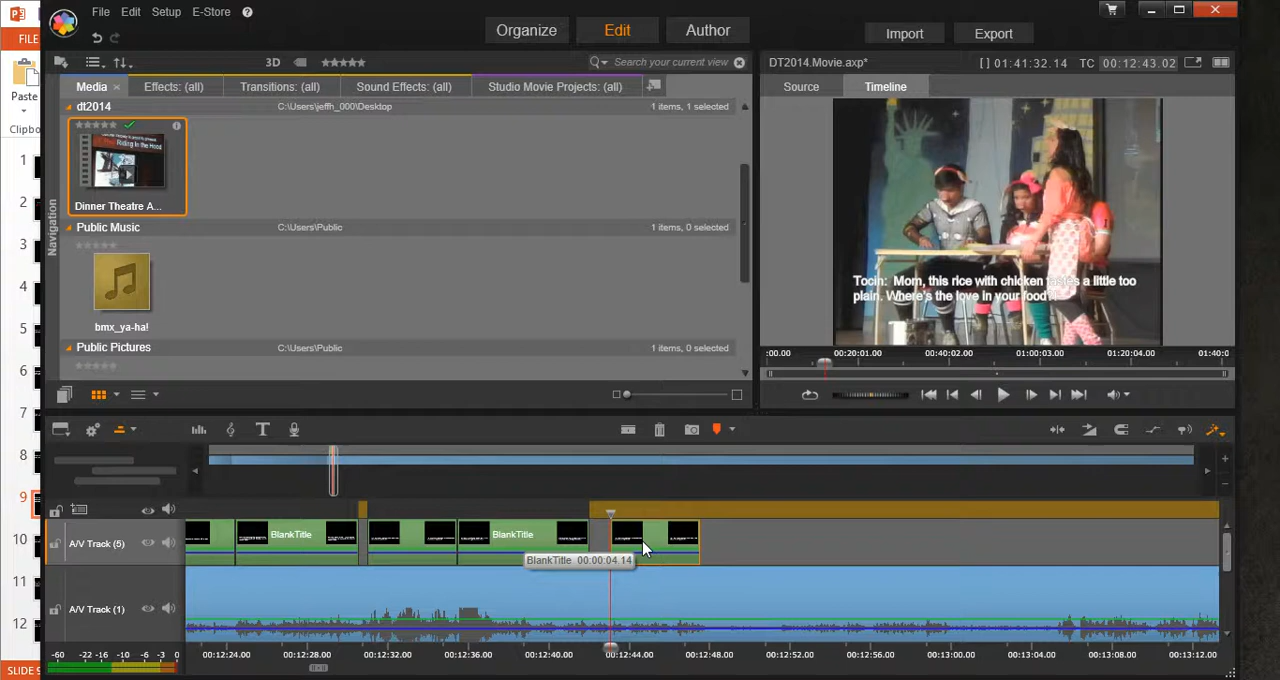 File Edit Setup E-Store
Organize Edit Author Import Export
FILE
Paste
Clipbo
3D Search your current view
Media Effects: (all) Transitions: (all) Sound Effects: (all) Studio Movie Projects: (all)
dt2014 C:\Users\jeffh_000\Desktop 1 items, 1 selected
Riding In the Hood
Dinner Theatre A...
Navigation
Public Music C:\Users\Public 1 items, 0 selected
bmx_ya-ha!
Public Pictures C:\Users\Public 1 items, 0 selected
DT2014.Movie.axp* [ ] 01:41:32.14 TC 00:12:43.02
Source Timeline
Tocin: Mom, this rice with chicken tastes a little too
plain. Where's the love in your food?
:00.00 00:20:01.00 00:40:02.00 01:00:03.00 01:20:04.00 01:40:0
1
2
3
4
5
6
7
8
9
10
11
12
A/V Track (5) BlankTitle BlankTitle
BlankTitle 00:00:04.14
A/V Track (1)
-60 -22 -16 -10 -6 -3 0
00:12:24.00 00:12:28.00 00:12:32.00 00:12:36.00 00:12:40.00 00:12:44.00 00:12:48.00 00:12:52.00 00:12:56.00 00:13:00.00 00:13:04.00 00:13:08.00 00:13:12.00
SLIDE 9